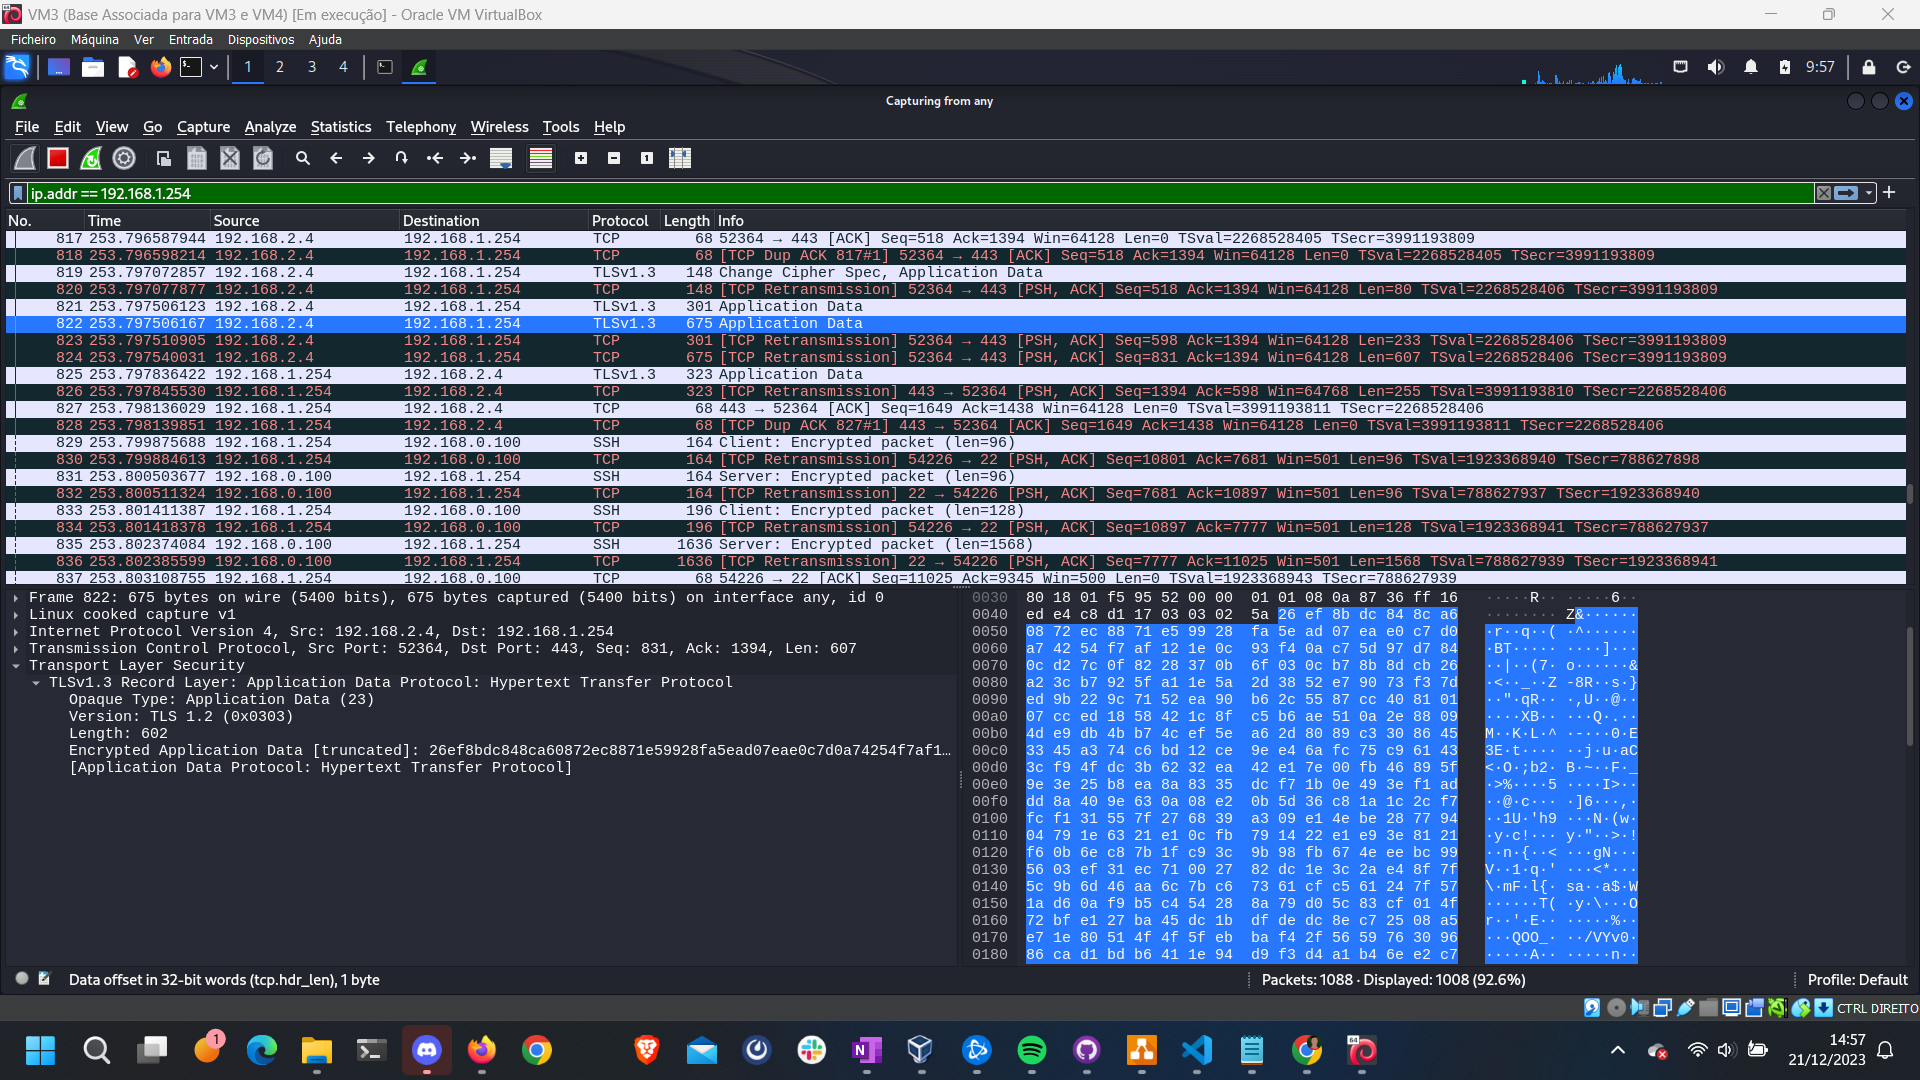 VM3 (Base Associada para VM3 e VM4) [Em execução] - Oracle VM VirtualBox
Ficheiro Máquina Ver Entrada Dispositivos Ajuda
1 2 3 4 9:57
Capturing from any
File Edit View Go Capture Analyze Statistics Telephony Wireless Tools Help
ip.addr == 192.168.1.254
No. Time Source Destination Protocol Length Info
817 253.796587944 192.168.2.4 192.168.1.254 TCP 68 52364 → 443 [ACK] Seq=518 Ack=1394 Win=64128 Len=0 TSval=2268528405 TSecr=3991193809
818 253.796598214 192.168.2.4 192.168.1.254 TCP 68 [TCP Dup ACK 817#1] 52364 → 443 [ACK] Seq=518 Ack=1394 Win=64128 Len=0 TSval=2268528405 TSecr=3991193809
819 253.797072857 192.168.2.4 192.168.1.254 TLSv1.3 148 Change Cipher Spec, Application Data
820 253.797077877 192.168.2.4 192.168.1.254 TCP 148 [TCP Retransmission] 52364 → 443 [PSH, ACK] Seq=518 Ack=1394 Win=64128 Len=80 TSval=2268528406 TSecr=3991193809
821 253.797506123 192.168.2.4 192.168.1.254 TLSv1.3 301 Application Data
822 253.797506167 192.168.2.4 192.168.1.254 TLSv1.3 675 Application Data
823 253.797510905 192.168.2.4 192.168.1.254 TCP 301 [TCP Retransmission] 52364 → 443 [PSH, ACK] Seq=598 Ack=1394 Win=64128 Len=233 TSval=2268528406 TSecr=3991193809
824 253.797540031 192.168.2.4 192.168.1.254 TCP 675 [TCP Retransmission] 52364 → 443 [PSH, ACK] Seq=831 Ack=1394 Win=64128 Len=607 TSval=2268528406 TSecr=3991193809
825 253.797836422 192.168.1.254 192.168.2.4 TLSv1.3 323 Application Data
826 253.797845530 192.168.1.254 192.168.2.4 TCP 323 [TCP Retransmission] 443 → 52364 [PSH, ACK] Seq=1394 Ack=598 Win=64768 Len=255 TSval=3991193810 TSecr=2268528406
827 253.798136029 192.168.1.254 192.168.2.4 TCP 68 443 → 52364 [ACK] Seq=1649 Ack=1438 Win=64128 Len=0 TSval=3991193811 TSecr=2268528406
828 253.798139851 192.168.1.254 192.168.2.4 TCP 68 [TCP Dup ACK 827#1] 443 → 52364 [ACK] Seq=1649 Ack=1438 Win=64128 Len=0 TSval=3991193811 TSecr=2268528406
829 253.799875688 192.168.1.254 192.168.0.100 SSH 164 Client: Encrypted packet (len=96)
830 253.799884613 192.168.1.254 192.168.0.100 TCP 164 [TCP Retransmission] 54226 → 22 [PSH, ACK] Seq=10801 Ack=7681 Win=501 Len=96 TSval=1923368940 TSecr=788627898
831 253.800503677 192.168.0.100 192.168.1.254 SSH 164 Server: Encrypted packet (len=96)
832 253.800511324 192.168.0.100 192.168.1.254 TCP 164 [TCP Retransmission] 22 → 54226 [PSH, ACK] Seq=7681 Ack=10897 Win=501 Len=96 TSval=788627937 TSecr=1923368940
833 253.801411387 192.168.1.254 192.168.0.100 SSH 196 Client: Encrypted packet (len=128)
834 253.801418378 192.168.1.254 192.168.0.100 TCP 196 [TCP Retransmission] 54226 → 22 [PSH, ACK] Seq=10897 Ack=7777 Win=501 Len=128 TSval=1923368941 TSecr=788627937
835 253.802374084 192.168.0.100 192.168.1.254 SSH 1636 Server: Encrypted packet (len=1568)
836 253.802385599 192.168.0.100 192.168.1.254 TCP 1636 [TCP Retransmission] 22 → 54226 [PSH, ACK] Seq=7777 Ack=11025 Win=501 Len=1568 TSval=788627939 TSecr=1923368941
837 253.803108755 192.168.1.254 192.168.0.100 TCP 68 54226 → 22 [ACK] Seq=11025 Ack=9345 Win=500 Len=0 TSval=1923368943 TSecr=788627939
Frame 822: 675 bytes on wire (5400 bits), 675 bytes captured (5400 bits) on interface any, id 0
Linux cooked capture v1
Internet Protocol Version 4, Src: 192.168.2.4, Dst: 192.168.1.254
Transmission Control Protocol, Src Port: 52364, Dst Port: 443, Seq: 831, Ack: 1394, Len: 607
Transport Layer Security
TLSv1.3 Record Layer: Application Data Protocol: Hypertext Transfer Protocol
Opaque Type: Application Data (23)
Version: TLS 1.2 (0x0303)
Length: 602
Encrypted Application Data [truncated]: 26ef8bdc848ca60872ec8871e59928fa5ead07eae0c7d0a74254f7af1…
[Application Data Protocol: Hypertext Transfer Protocol]
0030 80 18 01 f5 95 52 00 00 01 01 08 0a 87 36 ff 16 ·····R·· ·····6··
0040 ed e4 c8 d1 17 03 03 02 5a 26 ef 8b dc 84 8c a6 ········ Z&······
0050 08 72 ec 88 71 e5 99 28 fa 5e ad 07 ea e0 c7 d0 ·r··q··( ·^······
0060 a7 42 54 f7 af 12 1e 0c 93 f4 0a c7 5d 97 d7 84 ·BT····· ····]···
0070 0c d2 7c 0f 82 28 37 0b 6f 03 0c b7 8b 8d cb 26 ··|··(7· o······&
0080 a2 3c b7 92 5f a1 1e 5a 2d 38 52 e7 90 73 f3 7d ·<··_··Z -8R··s·}
0090 ed 9b 22 9c 71 52 ea 90 b6 2c 55 87 cc 40 81 01 ··"·qR·· ·,U··@··
00a0 07 cc ed 18 58 42 1c 8f c5 b6 ae 51 0a 2e 88 09 ····XB·· ···Q·.··
00b0 4d e9 db 4b b7 4c ef 5e a6 2d 80 89 c3 30 86 45 M··K·L·^ ·-···0·E
00c0 33 45 a3 74 c6 bd 12 ce 9e e4 6a fc 75 c9 61 43 3E·t···· ··j·u·aC
00d0 3c f9 4f dc 3b 62 32 ea 42 e1 7e 00 fb 46 89 5f <·O·;b2· B·~··F·_
00e0 9e 3e 25 b8 ea 8a 83 35 dc f7 1b 0e 49 3e f1 ad ·>%····5 ····I>··
00f0 dd 8a 40 9e 63 0a 08 e2 0b 5d 36 c8 1a 1c 2c f7 ··@·c··· ·]6···,·
0100 fc f1 31 55 7f 27 68 39 a3 09 e1 4e be 28 77 94 ··1U·'h9 ···N·(w·
0110 04 79 1e 63 21 e1 0c fb 79 14 22 e1 e9 3e 81 21 ·y·c!··· y·"··>·!
0120 f6 0b 6e c8 7b 1f c9 3c 9b 98 fb 67 4e ee bc 99 ··n·{··< ···gN···
0130 56 03 ef 31 ec 71 00 27 82 dc 1e 3c 2a e4 8f 7f V··1·q·' ···<*···
0140 5c 9b 6d 46 aa 6c 7b c6 73 61 cf c5 61 24 7f 57 \·mF·l{· sa··a$·W
0150 1a d6 0a f9 b5 c4 54 28 8a 79 d0 5c 83 cf 01 4f ······T( ·y·\···O
0160 72 bf e1 27 ba 45 dc 1b df de dc 8e c7 25 08 a5 r··'·E·· ·····%··
0170 e7 1e 80 51 4f 4f 5f eb ba f4 2f 56 59 76 30 96 ···QOO_· ··/VYv0·
0180 86 ca d1 bd b6 41 1e 94 d9 f3 d4 a1 b4 6e e2 c7 ·····A·· ·····n··
Data offset in 32-bit words (tcp.hdr_len), 1 byte Packets: 1088 · Displayed: 1008 (92.6%) Profile: Default
CTRL DIREITO
1
14:57
21/12/2023